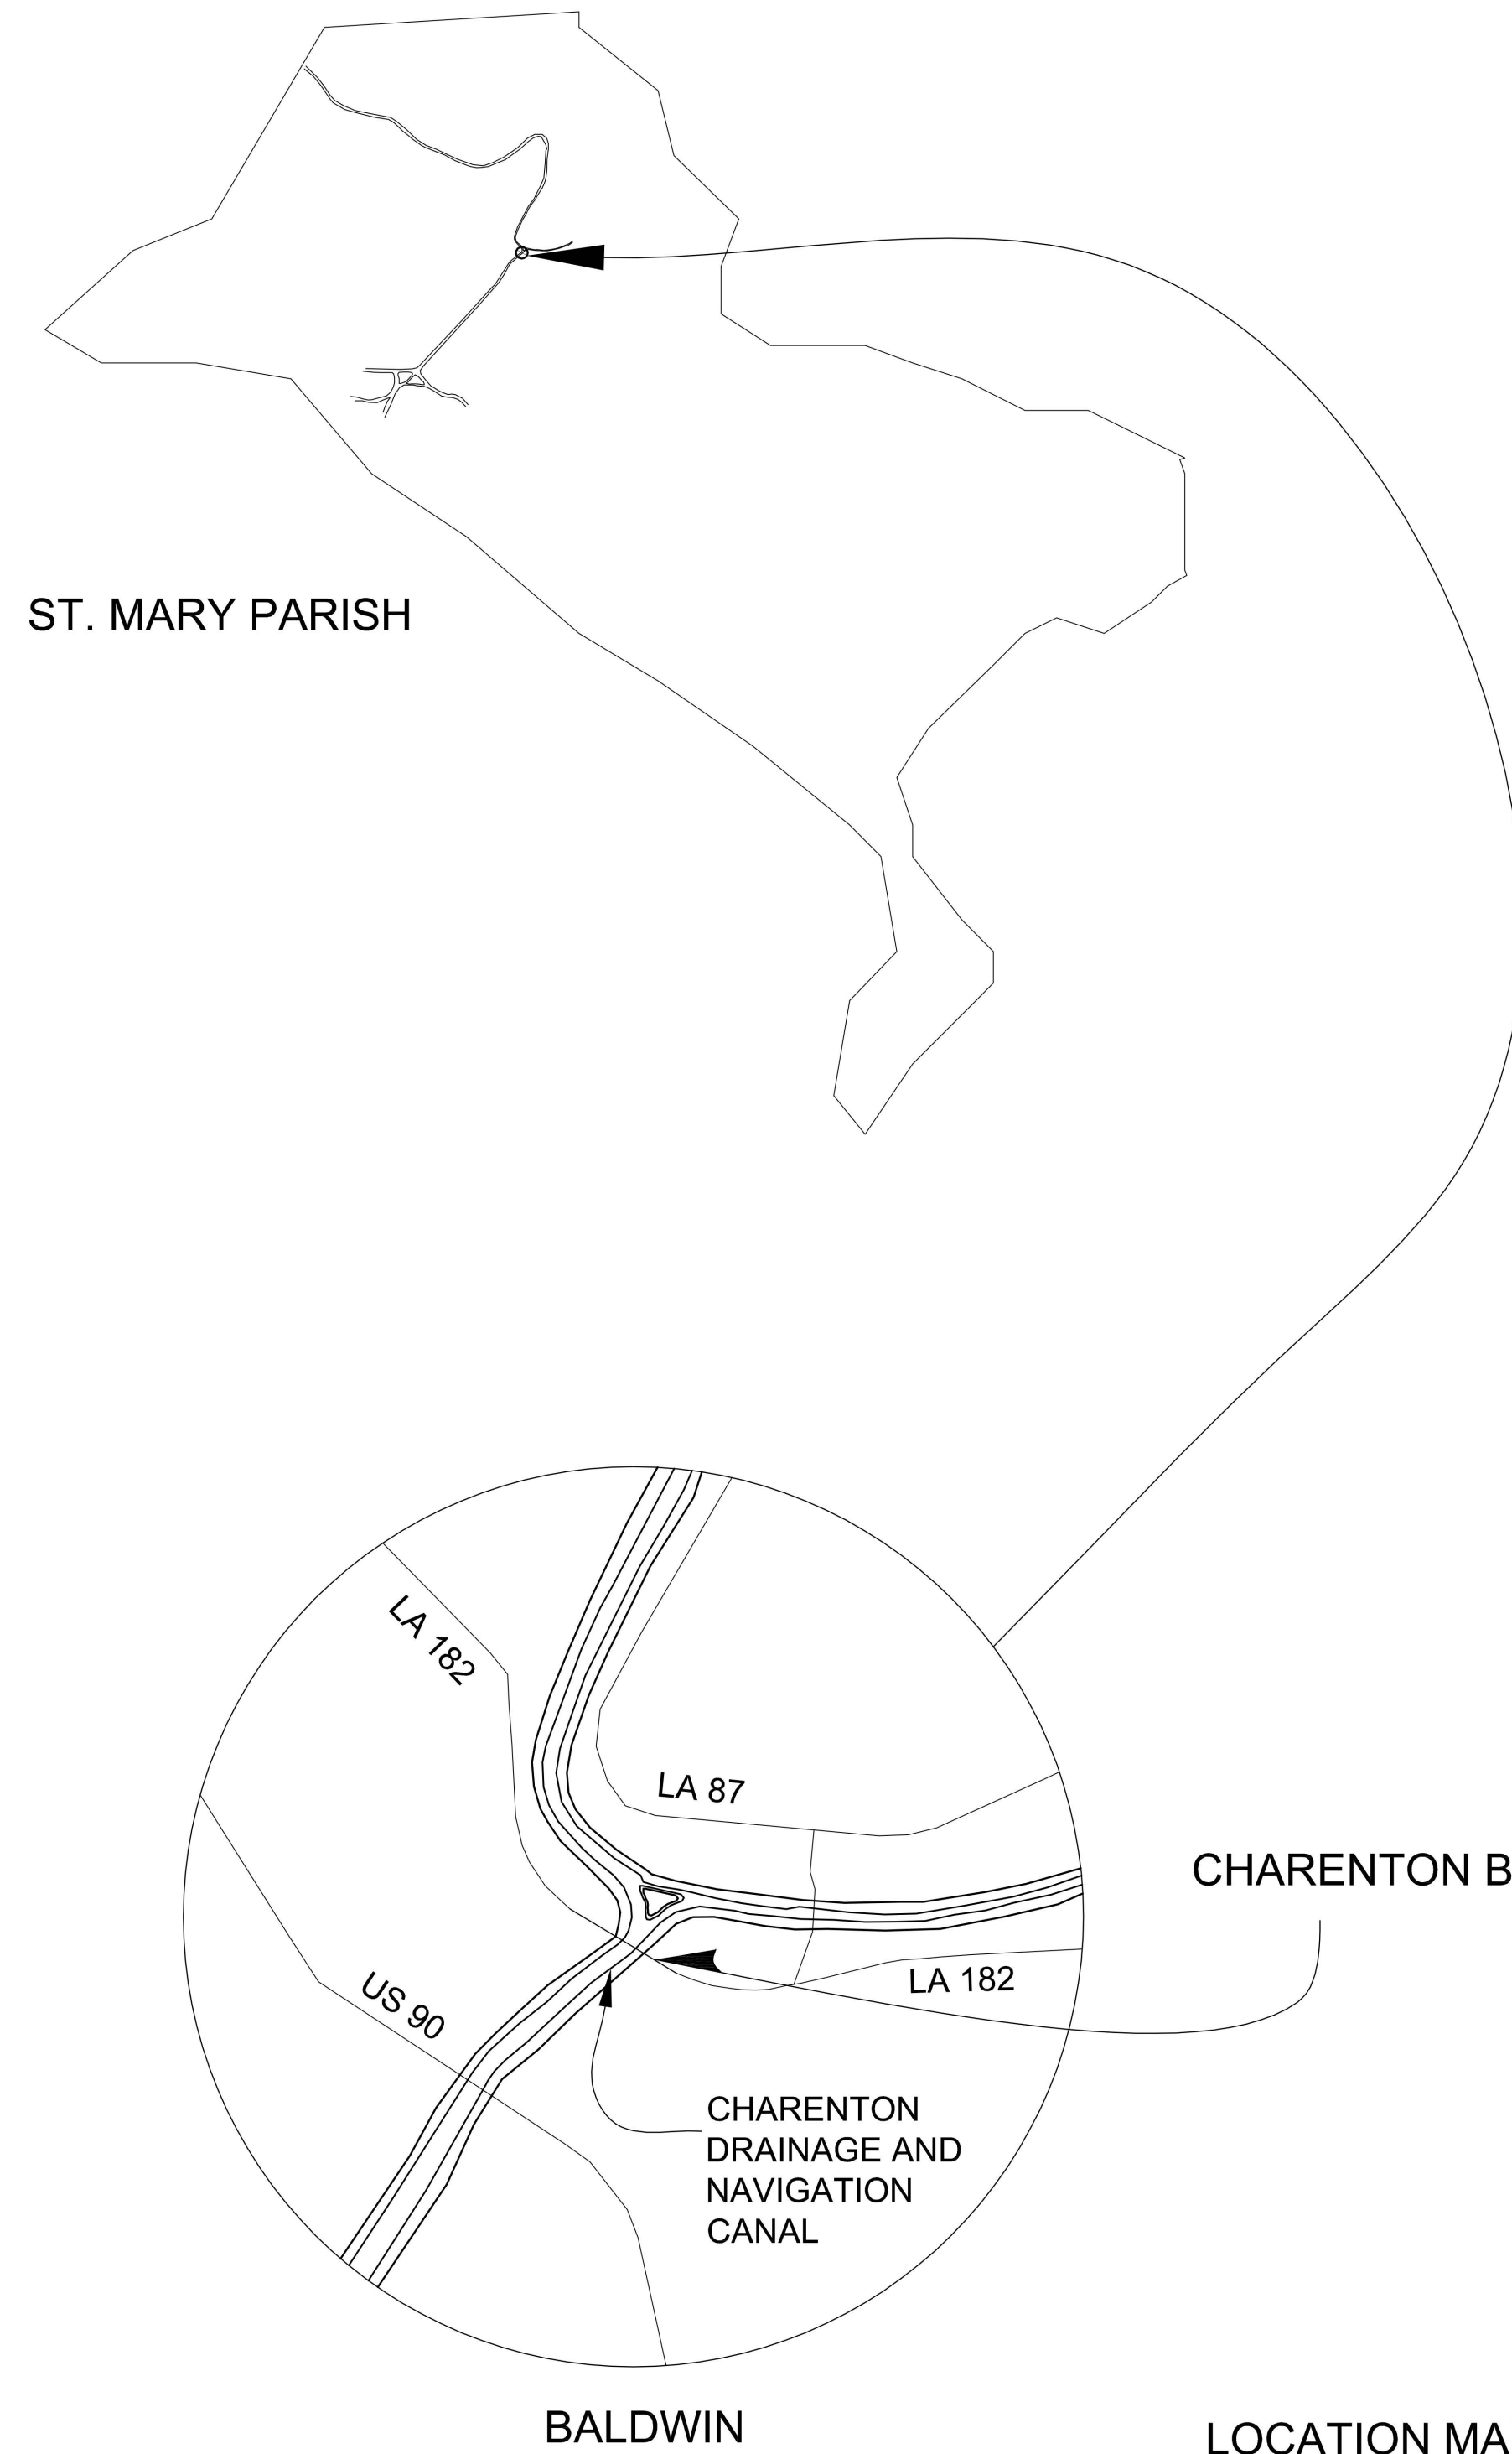 ST. MARY PARISH
LA 182
LA 87
CHARENTON B
LA 182
US 90
CHARENTON
DRAINAGE AND
NAVIGATION
CANAL
BALDWIN
LOCATION MA